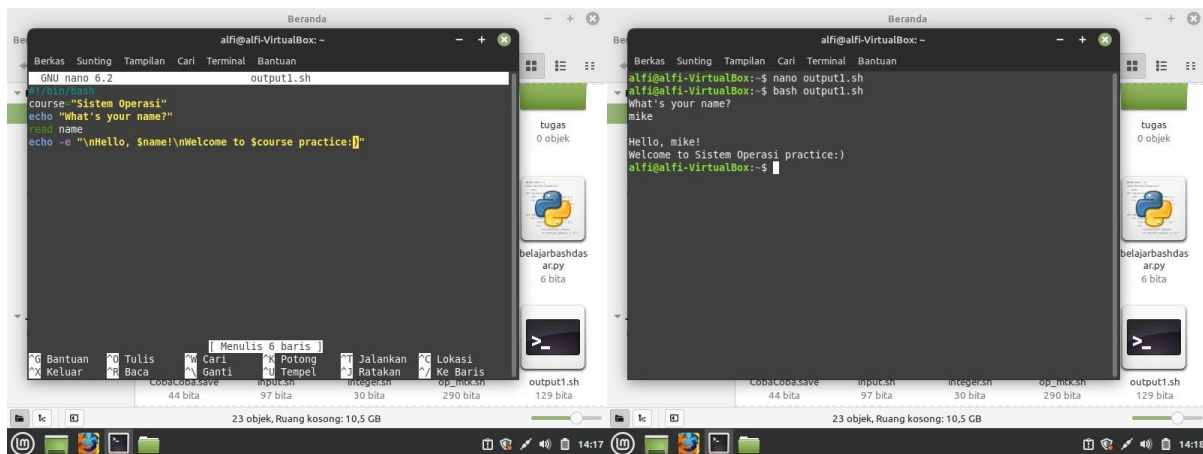 Beranda
alfi@alfi-VirtualBox: ~
Berkas Sunting Tampilan Cari Terminal Bantuan
GNU nano 6.2 output1.sh
#!/bin/bash
course="Sistem Operasi"
echo "What's your name?"
read name
echo -e "\nHello, $name!\nWelcome to $course practice:)"
[ Menulis 6 baris ]
^G Bantuan ^O Tulis ^W Cari ^K Potong ^T Jalankan ^C Lokasi
^X Keluar ^R Baca ^\ Ganti ^U Tempel ^J Ratakan ^/ Ke Baris
tugas
0 objek
belajarbashdas
ar.py
6 bita
CobaCoba.save input.sh integer.sh op_mtk.sh output1.sh
44 bita 97 bita 30 bita 290 bita 129 bita
23 objek, Ruang kosong: 10,5 GB
14:17
Beranda
alfi@alfi-VirtualBox: ~
Berkas Sunting Tampilan Cari Terminal Bantuan
alfi@alfi-VirtualBox:~$ nano output1.sh
alfi@alfi-VirtualBox:~$ bash output1.sh
What's your name?
mike
Hello, mike!
Welcome to Sistem Operasi practice:)
alfi@alfi-VirtualBox:~$
tugas
0 objek
belajarbashdas
ar.py
6 bita
CobaCoba.save input.sh integer.sh op_mtk.sh output1.sh
44 bita 97 bita 30 bita 290 bita 129 bita
23 objek, Ruang kosong: 10,5 GB
14:18